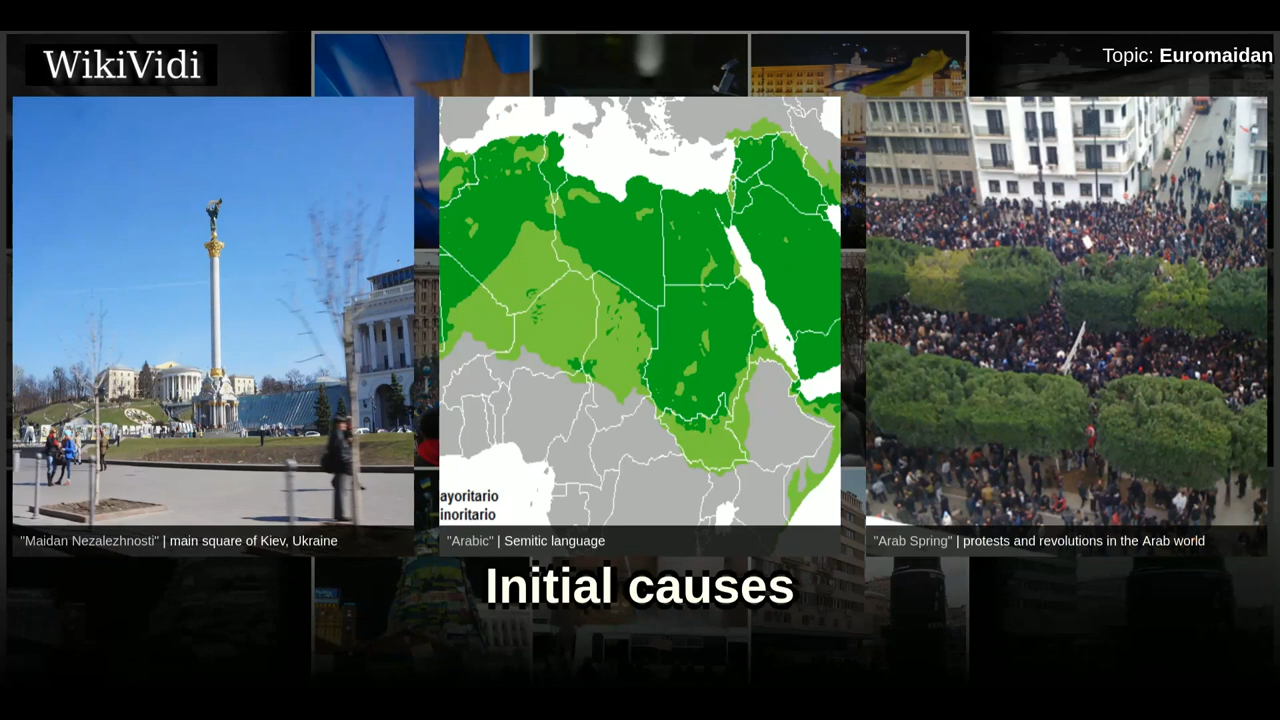 WikiVidi
Topic: Euromaidan
ayoritario
inoritario
"Maidan Nezalezhnosti" | main square of Kiev, Ukraine
"Arabic" | Semitic language
"Arab Spring" | protests and revolutions in the Arab world
Initial causes